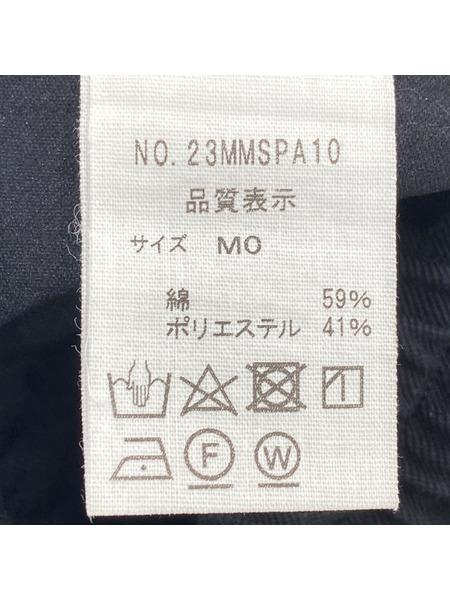 NO. 23MMSPA10
品質表示
サイズ MO
綿 59%
ポリエステル 41%
F W